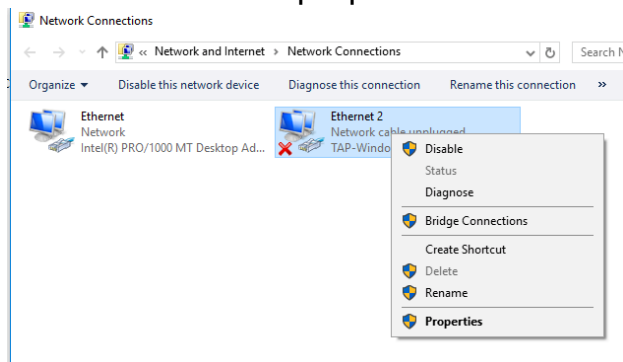 Network Connections
« Network and Internet > Network Connections
Search N
Organize Disable this network device Diagnose this connection Rename this connection »
Ethernet
Network
Intel(R) PRO/1000 MT Desktop Ad...
Ethernet 2
Network cable unplugged
TAP-Windo
Disable
Status
Diagnose
Bridge Connections
Create Shortcut
Delete
Rename
Properties